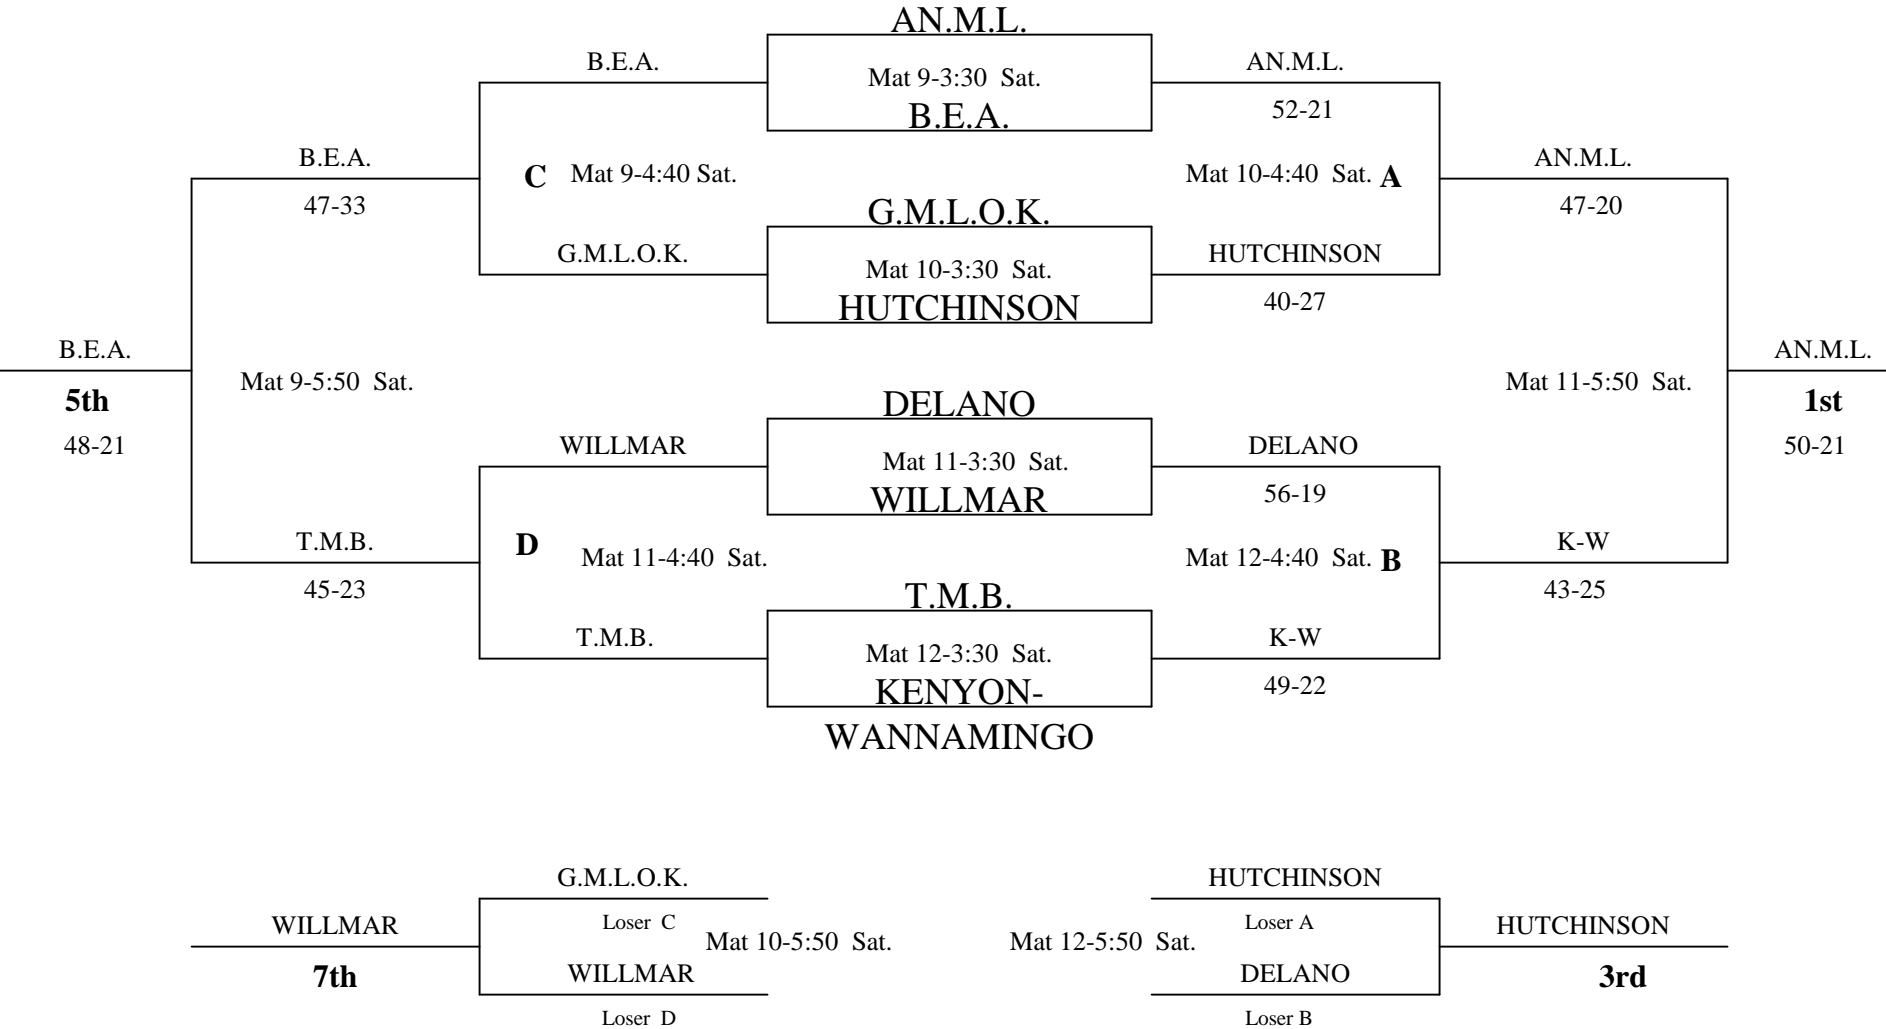 AN.M.L.
B.E.A.
Mat 9-3:30 Sat.
AN.M.L.
B.E.A.
52-21
B.E.A.
C Mat 9-4:40 Sat.
Mat 10-4:40 Sat. A
AN.M.L.
47-33
G.M.L.O.K.
47-20
G.M.L.O.K.
Mat 10-3:30 Sat.
HUTCHINSON
HUTCHINSON
40-27
B.E.A.
AN.M.L.
5th
Mat 9-5:50 Sat.
Mat 11-5:50 Sat.
1st
48-21
DELANO
50-21
WILLMAR
Mat 11-3:30 Sat.
DELANO
WILLMAR
56-19
T.M.B.
D
Mat 11-4:40 Sat.
Mat 12-4:40 Sat. B
K-W
45-23
T.M.B.
43-25
T.M.B.
Mat 12-3:30 Sat.
K-W
KENYON-
49-22
WANNAMINGO
G.M.L.O.K.
HUTCHINSON
WILLMAR
Loser C
Mat 10-5:50 Sat.
Mat 12-5:50 Sat.
Loser A
HUTCHINSON
7th
WILLMAR
DELANO
3rd
Loser D
Loser B